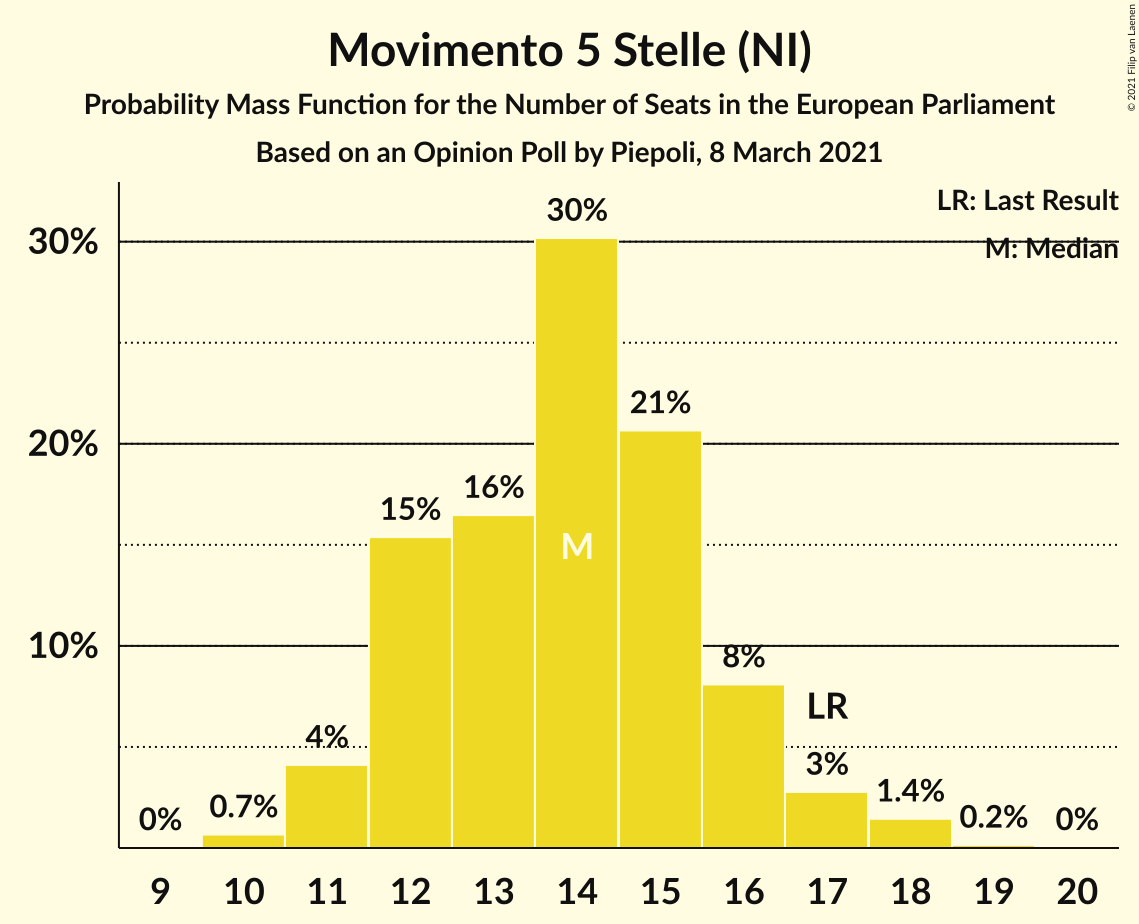 Movimento 5 Stelle (NI)
Probability Mass Function for the Number of Seats in the European Parliament
Based on an Opinion Poll by Piepoli, 8 March 2021
© 2021 Filip van Laenen
LR: Last Result
M: Median
30%
20%
10%
0%
0.7%
4%
15%
16%
30%
M
21%
8%
LR
3%
1.4%
0.2%
0%
9 10 11 12 13 14 15 16 17 18 19 20